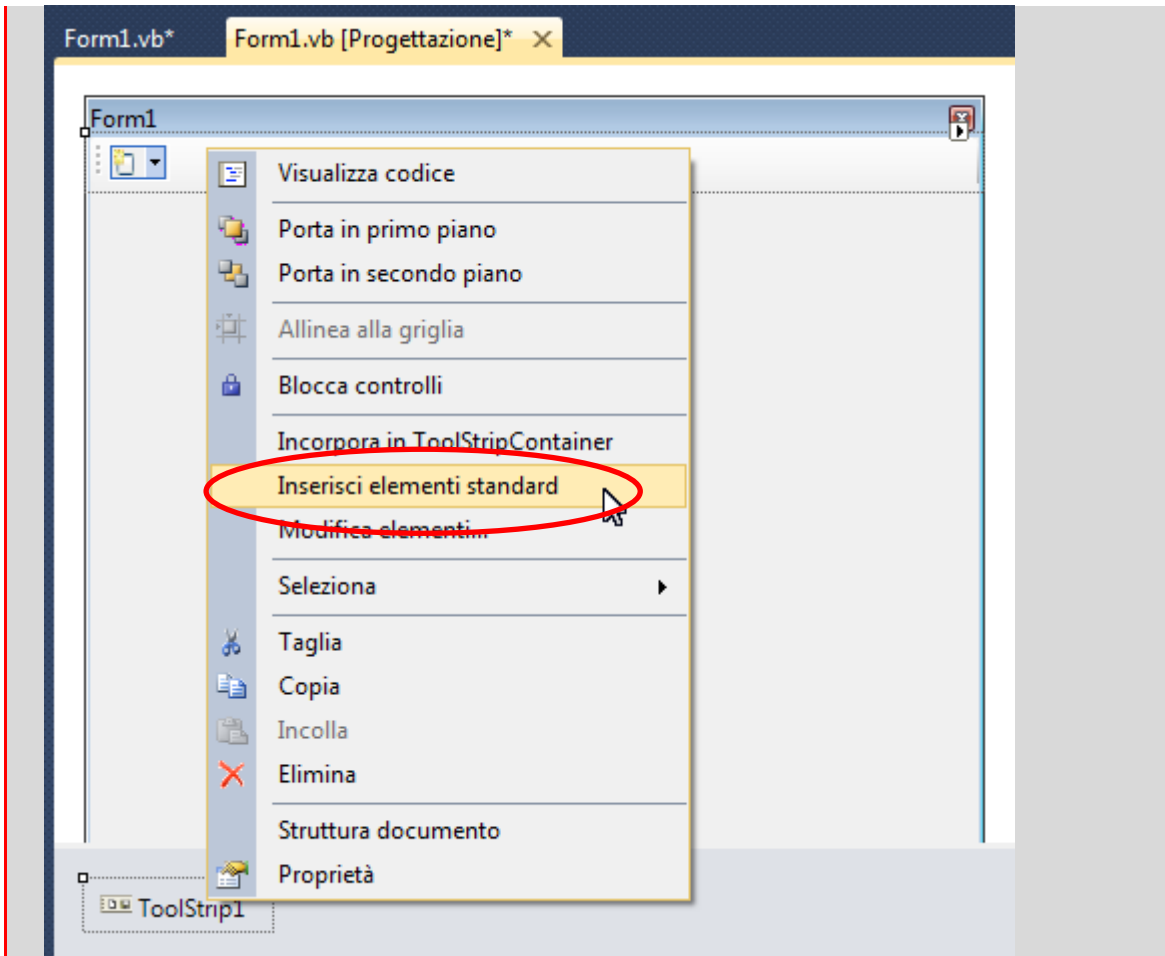 Form1.vb* Form1.vb [Progettazione]*
Form1
Visualizza codice
Porta in primo piano
Porta in secondo piano
Allinea alla griglia
Blocca controlli
Incorpora in ToolStripContainer
Inserisci elementi standard
Modifica elementi...
Seleziona
Taglia
Copia
Incolla
Elimina
Struttura documento
Proprietà
ToolStrip1